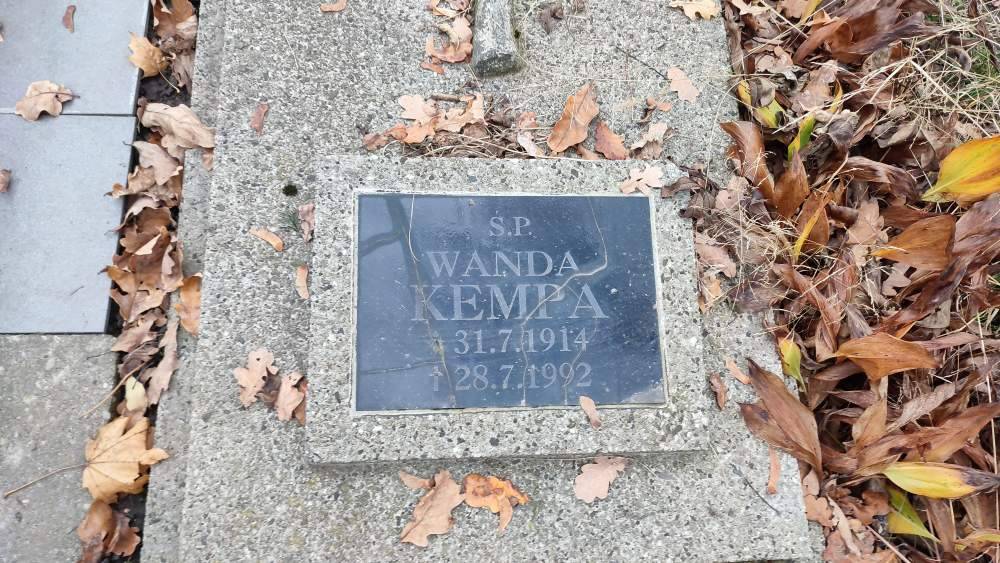 S.P.
WANDA
KEMPA
* 31.7.1914
† 28.7.1992